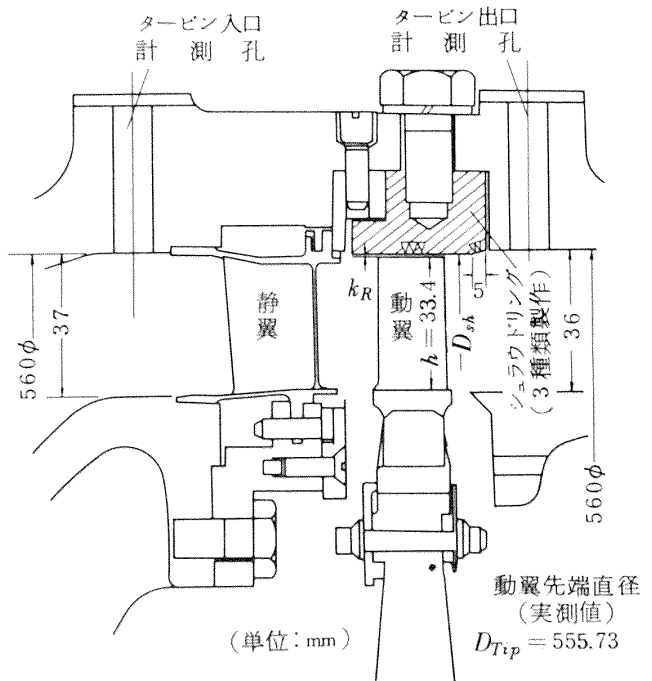 タービン入口
計測孔
タービン出口
計測孔
静翼
動翼
k_R
h=33.4
D_sh
5
シュラウドリング
(3種類製作)
36
37
560φ
560φ
動翼先端直径
(実測値)
D_Tip = 555.73
(単位:mm)